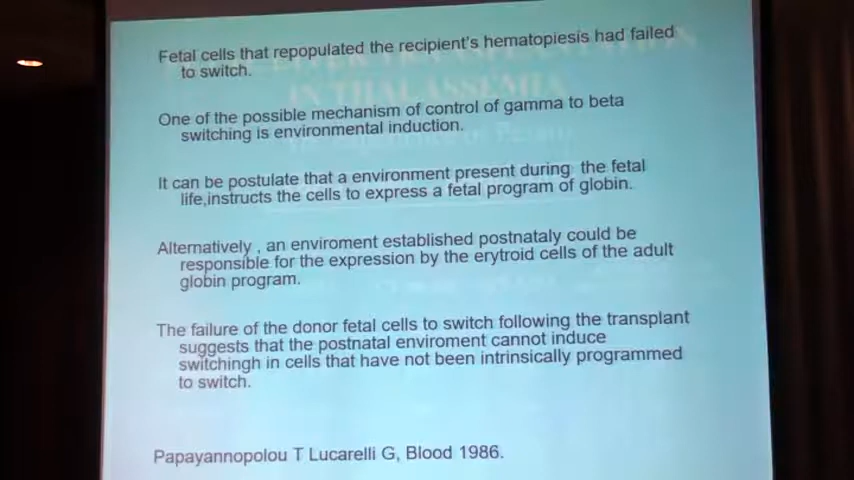 Fetal cells that repopulated the recipient's hematopiesis had failed
to switch.
One of the possible mechanism of control of gamma to beta
switching is environmental induction.
It can be postulate that a environment present during the fetal
life,instructs the cells to express a fetal program of globin.
Alternatively , an enviroment established postnataly could be
responsible for the expression by the erytroid cells of the adult
globin program.
The failure of the donor fetal cells to switch following the transplant
suggests that the postnatal enviroment cannot induce
switchingh in cells that have not been intrinsically programmed
to switch.
Papayannopolou T Lucarelli G, Blood 1986.